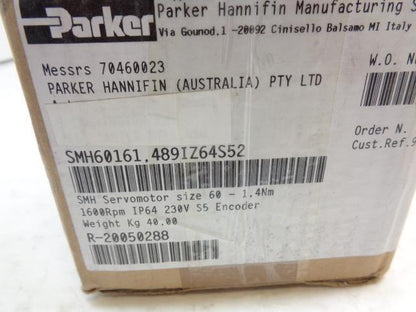 Parker
Parker Hannifin Manufacturing S
Via Gounod.1 -20092 Cinisello Balsamo MI Italy
Messrs 70460023
W.O. N
PARKER HANNIFIN (AUSTRALIA) PTY LTD
Order N.
Cust.Ref.9
SMH60161.489IZ64S52
SMH Servomotor size 60 - 1.4Nm
1600Rpm IP64 230V S5 Encoder
Weight Kg 40.00
R-20050288